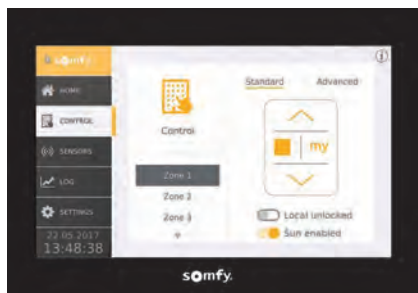 somfy.
HOME
CONTROL
SENSORS
LOG
SETTINGS
22.05.2017
13:48:38
Control
Zone 1
Zone 2
Zone 3
Standard
Advanced
my
Local unlocked
Sun enabled
somfy.